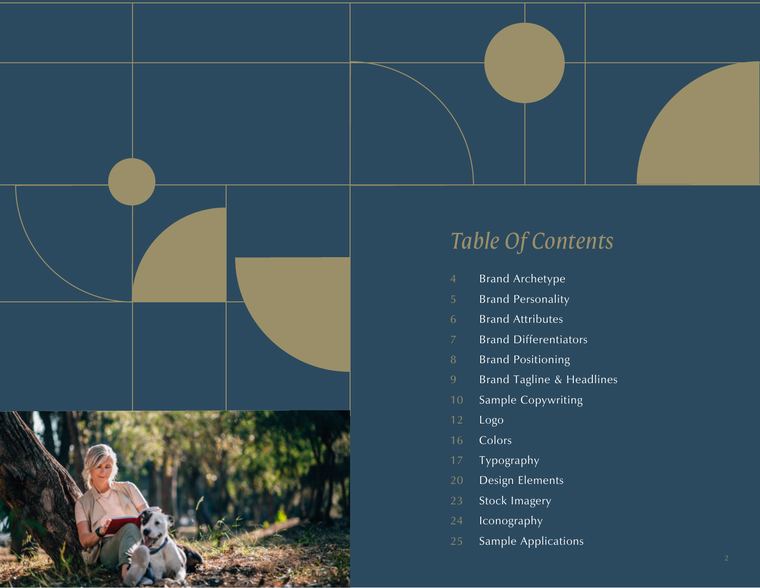 Table Of Contents
4 Brand Archetype
5 Brand Personality
6 Brand Attributes
7 Brand Differentiators
8 Brand Positioning
9 Brand Tagline & Headlines
10 Sample Copywriting
12 Logo
16 Colors
17 Typography
20 Design Elements
23 Stock Imagery
24 Iconography
25 Sample Applications
2